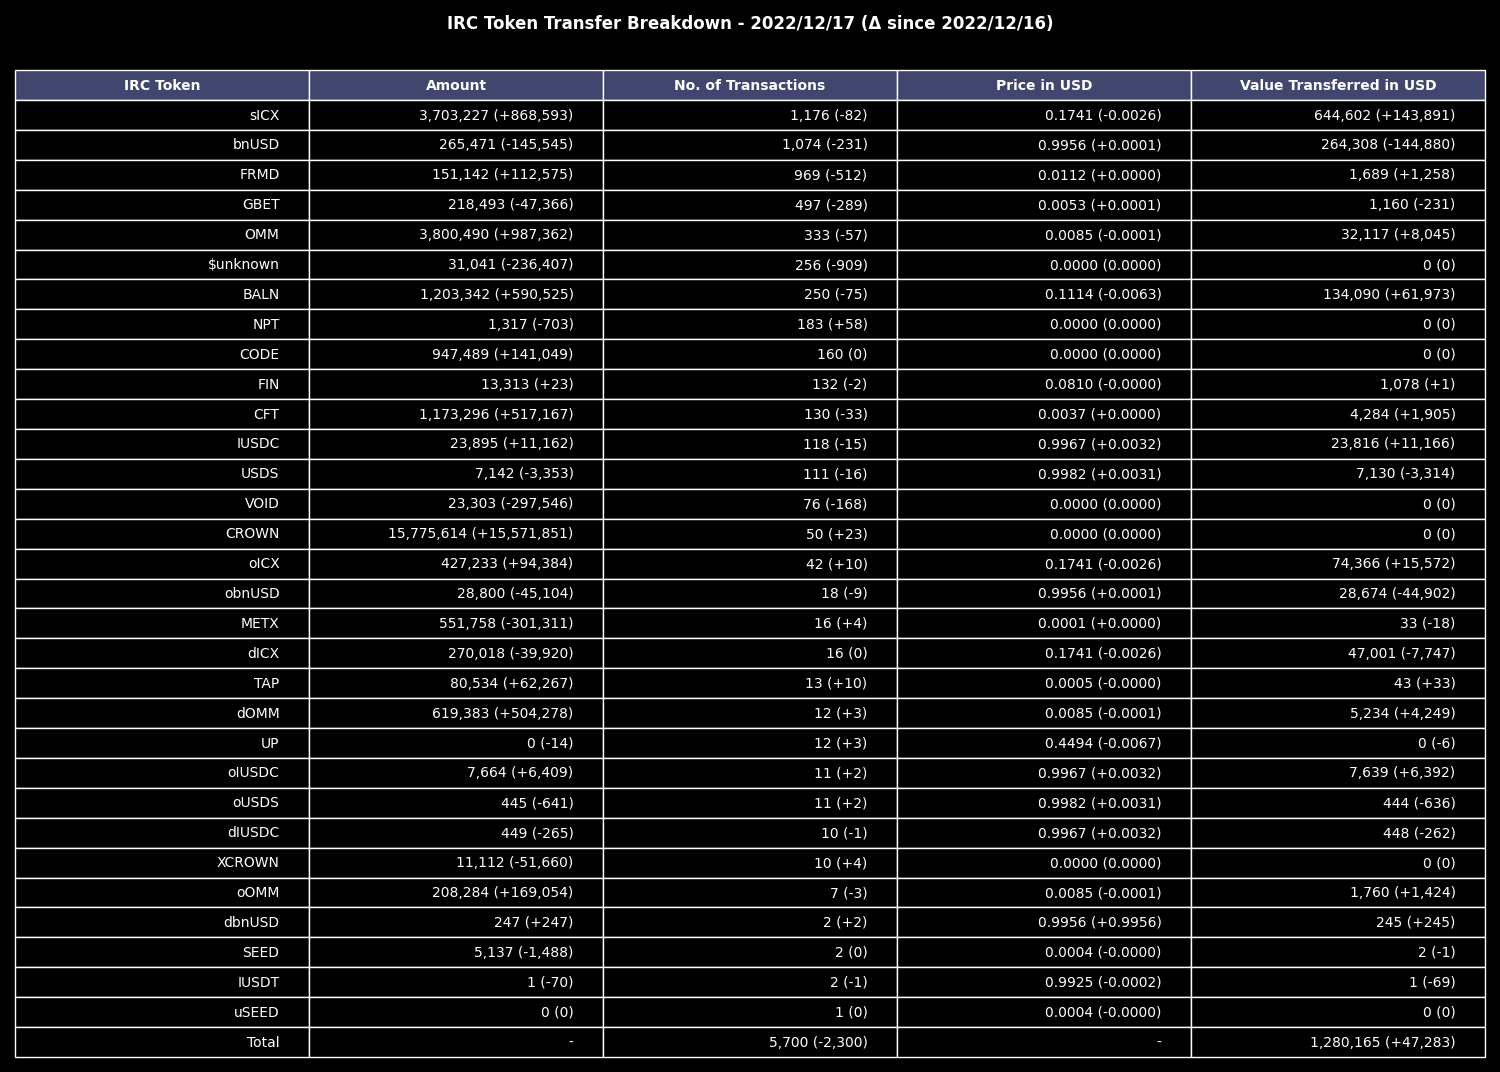 IRC Token Transfer Breakdown - 2022/12/17 (Δ since 2022/12/16)
IRC Token Amount No. of Transactions Price in USD Value Transferred in USD
sICX 3,703,227 (+868,593) 1,176 (-82) 0.1741 (-0.0026) 644,602 (+143,891)
bnUSD 265,471 (-145,545) 1,074 (-231) 0.9956 (+0.0001) 264,308 (-144,880)
FRMD 151,142 (+112,575) 969 (-512) 0.0112 (+0.0000) 1,689 (+1,258)
GBET 218,493 (-47,366) 497 (-289) 0.0053 (+0.0001) 1,160 (-231)
OMM 3,800,490 (+987,362) 333 (-57) 0.0085 (-0.0001) 32,117 (+8,045)
$unknown 31,041 (-236,407) 256 (-909) 0.0000 (0.0000) 0 (0)
BALN 1,203,342 (+590,525) 250 (-75) 0.1114 (-0.0063) 134,090 (+61,973)
NPT 1,317 (-703) 183 (+58) 0.0000 (0.0000) 0 (0)
CODE 947,489 (+141,049) 160 (0) 0.0000 (0.0000) 0 (0)
FIN 13,313 (+23) 132 (-2) 0.0810 (-0.0000) 1,078 (+1)
CFT 1,173,296 (+517,167) 130 (-33) 0.0037 (+0.0000) 4,284 (+1,905)
IUSDC 23,895 (+11,162) 118 (-15) 0.9967 (+0.0032) 23,816 (+11,166)
USDS 7,142 (-3,353) 111 (-16) 0.9982 (+0.0031) 7,130 (-3,314)
VOID 23,303 (-297,546) 76 (-168) 0.0000 (0.0000) 0 (0)
CROWN 15,775,614 (+15,571,851) 50 (+23) 0.0000 (0.0000) 0 (0)
oICX 427,233 (+94,384) 42 (+10) 0.1741 (-0.0026) 74,366 (+15,572)
obnUSD 28,800 (-45,104) 18 (-9) 0.9956 (+0.0001) 28,674 (-44,902)
METX 551,758 (-301,311) 16 (+4) 0.0001 (+0.0000) 33 (-18)
dICX 270,018 (-39,920) 16 (0) 0.1741 (-0.0026) 47,001 (-7,747)
TAP 80,534 (+62,267) 13 (+10) 0.0005 (-0.0000) 43 (+33)
dOMM 619,383 (+504,278) 12 (+3) 0.0085 (-0.0001) 5,234 (+4,249)
UP 0 (-14) 12 (+3) 0.4494 (-0.0067) 0 (-6)
oIUSDC 7,664 (+6,409) 11 (+2) 0.9967 (+0.0032) 7,639 (+6,392)
oUSDS 445 (-641) 11 (+2) 0.9982 (+0.0031) 444 (-636)
dIUSDC 449 (-265) 10 (-1) 0.9967 (+0.0032) 448 (-262)
XCROWN 11,112 (-51,660) 10 (+4) 0.0000 (0.0000) 0 (0)
oOMM 208,284 (+169,054) 7 (-3) 0.0085 (-0.0001) 1,760 (+1,424)
dbnUSD 247 (+247) 2 (+2) 0.9956 (+0.9956) 245 (+245)
SEED 5,137 (-1,488) 2 (0) 0.0004 (-0.0000) 2 (-1)
IUSDT 1 (-70) 2 (-1) 0.9925 (-0.0002) 1 (-69)
uSEED 0 (0) 1 (0) 0.0004 (-0.0000) 0 (0)
Total - 5,700 (-2,300) - 1,280,165 (+47,283)